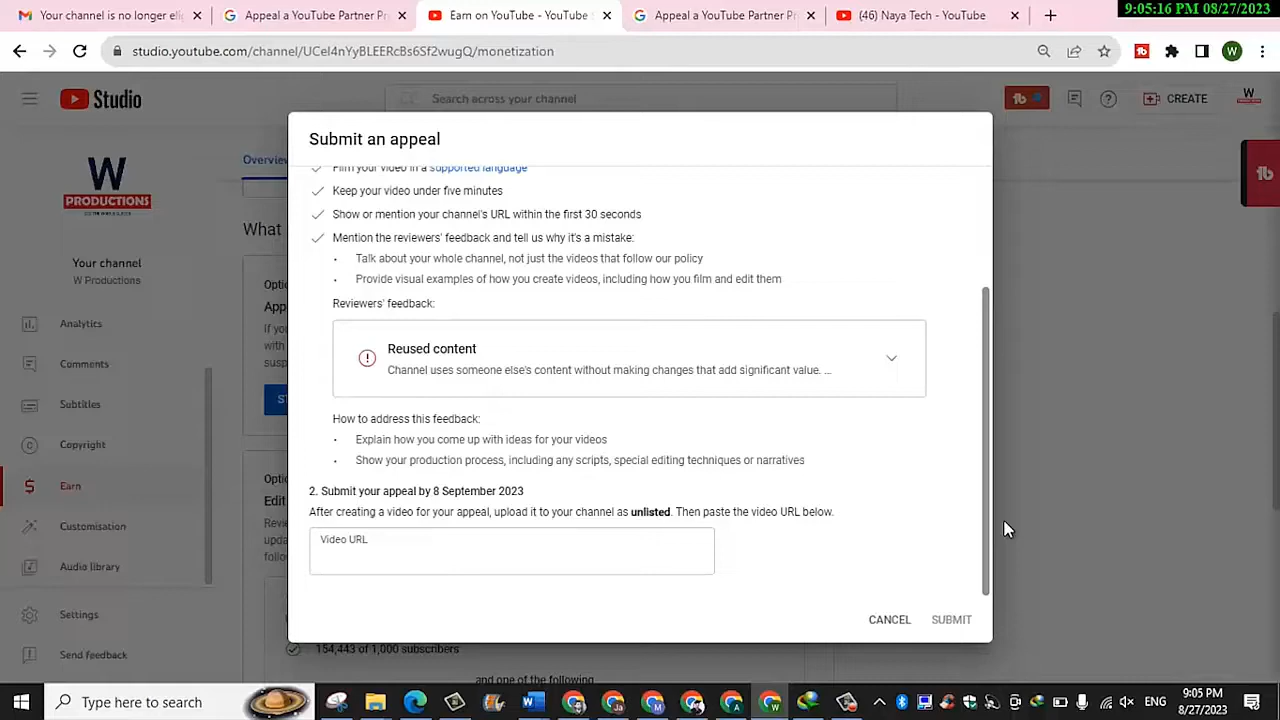 9:05:16 PM 08/27/2023
Your channel is no longer eli
Appeal a YouTube Partner Pr
Earn on YouTube - YouTube S
Appeal a YouTube Partner Pr
(46) Naya Tech - YouTube
studio.youtube.com/channel/UCel4nYyBLEERcBs6Sf2wugQ/monetization
W
Studio
Search across your channel
CREATE
W
PRODUCTIONS
Your channel
W Productions
Analytics
Comments
Subtitles
Copyright
Earn
Customisation
Audio library
Settings
Send feedback
Overview
What
Submit an appeal
Film your video in a supported language
Keep your video under five minutes
Show or mention your channel's URL within the first 30 seconds
Mention the reviewers' feedback and tell us why it's a mistake:
Talk about your whole channel, not just the videos that follow our policy
Provide visual examples of how you create videos, including how you film and edit them
Reviewers' feedback:
Reused content
Channel uses someone else's content without making changes that add significant value. ...
How to address this feedback:
Explain how you come up with ideas for your videos
Show your production process, including any scripts, special editing techniques or narratives
2. Submit your appeal by 8 September 2023
After creating a video for your appeal, upload it to your channel as unlisted. Then paste the video URL below.
Video URL
CANCEL
SUBMIT
154,443 of 1,000 subscribers
and one of the following
Type here to search
ENG
9:05 PM
8/27/2023